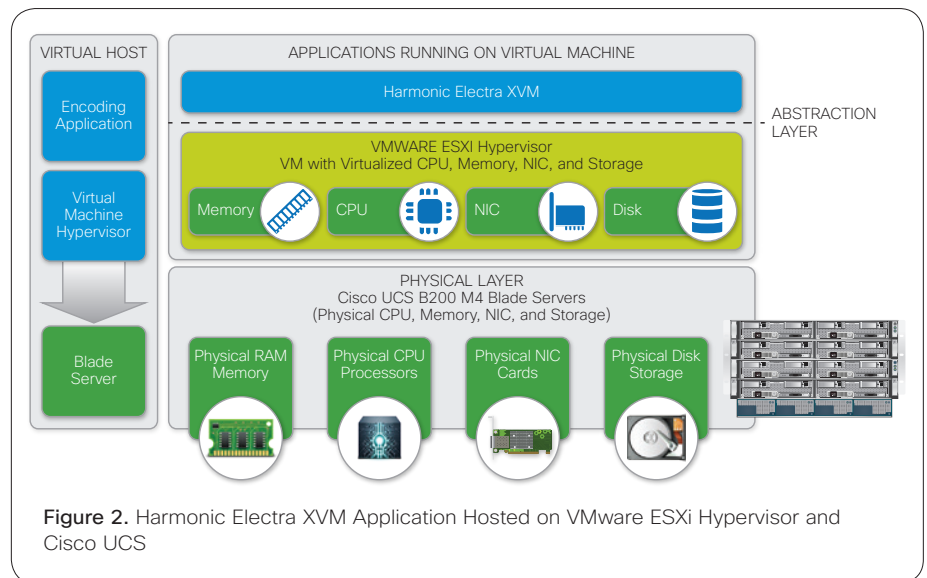 VIRTUAL HOST
Encoding
Application
Virtual
Machine
Hypervisor
Blade
Server
APPLICATIONS RUNNING ON VIRTUAL MACHINE
Harmonic Electra XVM
ABSTRACTION
LAYER
VMWARE ESXI Hypervisor
VM with Virtualized CPU, Memory, NIC, and Storage
Memory
CPU
NIC
Disk
PHYSICAL LAYER
Cisco UCS B200 M4 Blade Servers
(Physical CPU, Memory, NIC, and Storage)
Physical RAM
Memory
Physical CPU
Processors
Physical NIC
Cards
Physical Disk
Storage
Figure 2. Harmonic Electra XVM Application Hosted on VMware ESXi Hypervisor and
Cisco UCS